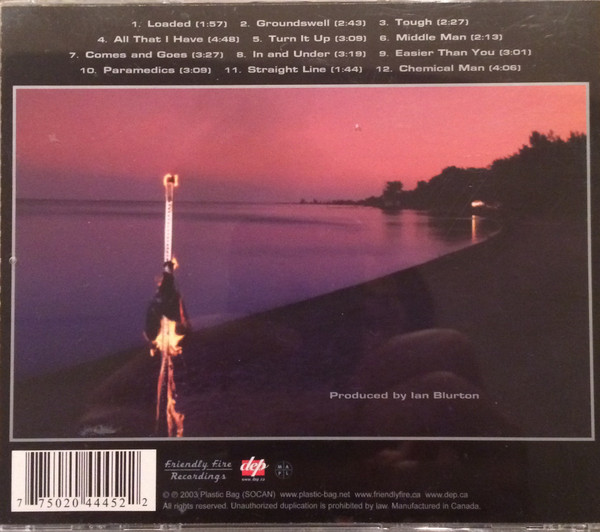 1. Loaded (1:57) 2. Groundswell (2:43) 3. Tough (2:27)
4. All That I Have (4:48) 5. Turn It Up (3:09) 6. Middle Man (2:13)
7. Comes and Goes (3:27) 8. In and Under (3:19) 9. Easier Than You (3:01)
10. Paramedics (3:09) 11. Straight Line (1:44) 12. Chemical Man (4:06)
Produced by Ian Blurton
Friendly Fire
Recordings
dep
www.dep.ca
7 75020 44452 2
© ℗ 2003 Plastic Bag (SOCAN) www.plastic-bag.net www.friendlyfire.ca www.dep.ca
All rights reserved. Unauthorized duplication is prohibited by law. Manufactured in Canada.